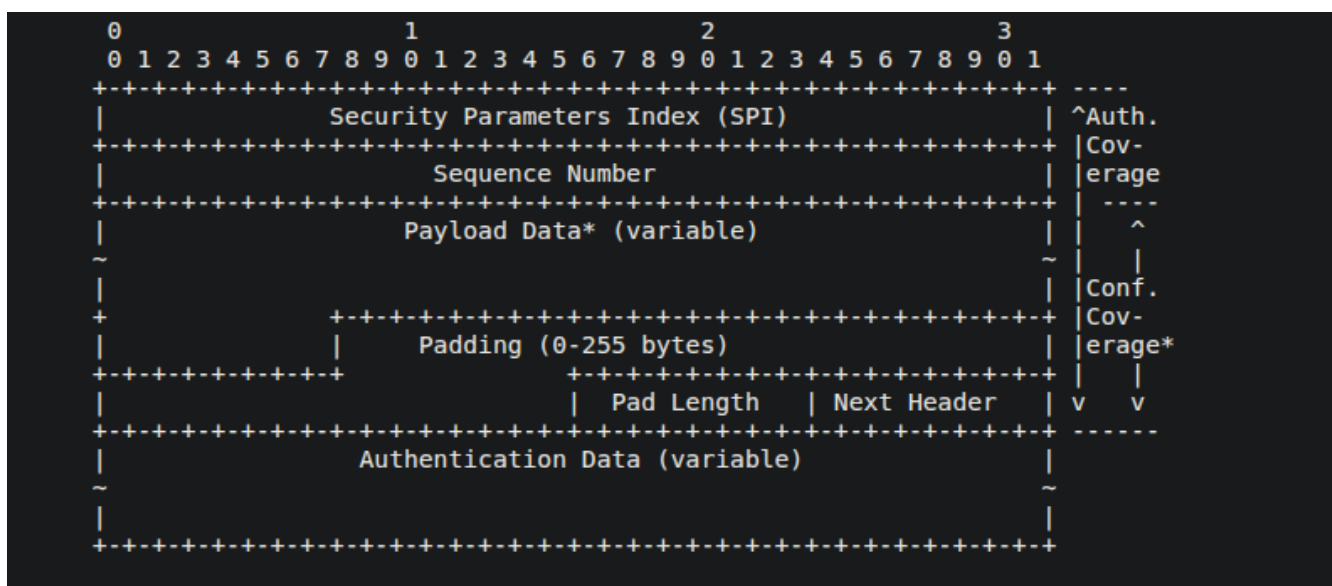 0                   1                   2                   3
 0 1 2 3 4 5 6 7 8 9 0 1 2 3 4 5 6 7 8 9 0 1 2 3 4 5 6 7 8 9 0 1
+-+-+-+-+-+-+-+-+-+-+-+-+-+-+-+-+-+-+-+-+-+-+-+-+-+-+-+-+-+-+-+-+ ----
|               Security Parameters Index (SPI)                 | ^Auth.
+-+-+-+-+-+-+-+-+-+-+-+-+-+-+-+-+-+-+-+-+-+-+-+-+-+-+-+-+-+-+-+-+ |Cov-
|                      Sequence Number                          | |erage
+-+-+-+-+-+-+-+-+-+-+-+-+-+-+-+-+-+-+-+-+-+-+-+-+-+-+-+-+-+-+-+-+ | ----
|                    Payload Data* (variable)                   | |   ^
~                                                               ~ |   |
|                                                               | |Conf.
+               +-+-+-+-+-+-+-+-+-+-+-+-+-+-+-+-+-+-+-+-+-+-+-+-+ |Cov-
|               |     Padding (0-255 bytes)                     | |erage*
+-+-+-+-+-+-+-+-+               +-+-+-+-+-+-+-+-+-+-+-+-+-+-+-+-+ |   |
|                               |  Pad Length   | Next Header   | v   v
+-+-+-+-+-+-+-+-+-+-+-+-+-+-+-+-+-+-+-+-+-+-+-+-+-+-+-+-+-+-+-+-+ ------
|                 Authentication Data (variable)                |
~                                                               ~
|                                                               |
+-+-+-+-+-+-+-+-+-+-+-+-+-+-+-+-+-+-+-+-+-+-+-+-+-+-+-+-+-+-+-+-+